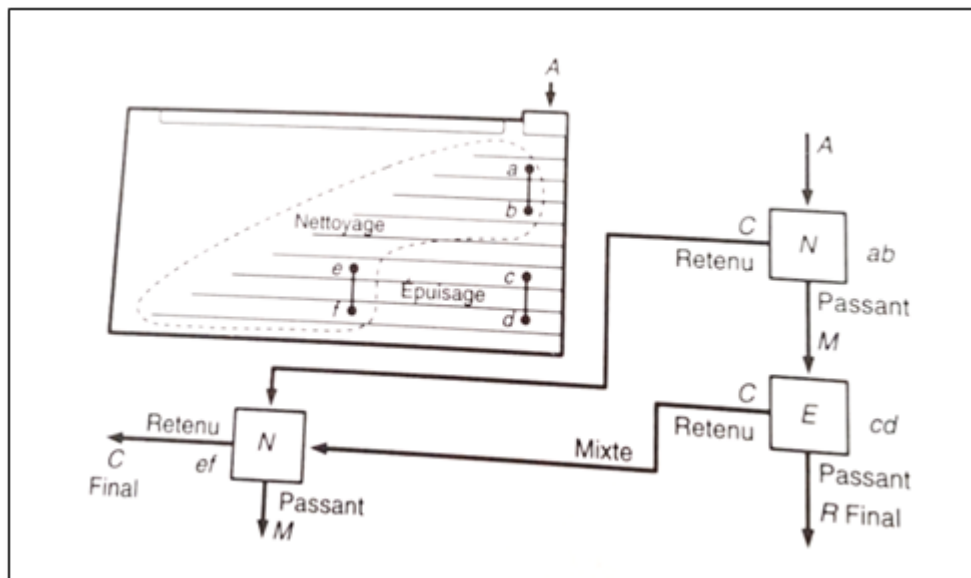 A
A
a
b
Nettoyage
C
N
ab
Retenu
e
c
f
Épuisage
d
Passant
M
C
E
cd
Retenu
Retenu
N
Mixte
C
ef
Final
Passant
Passant
M
R Final